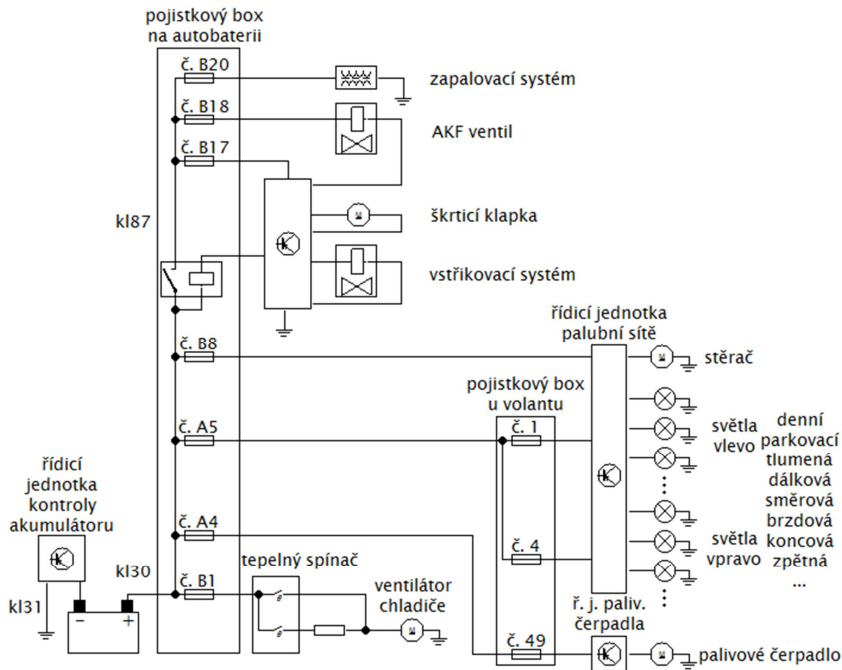 pojistkový box
na autobaterii
č. B20
zapalovací systém
č. B18
AKF ventil
č. B17
kl87
škrticí klapka
vstřikovací systém
řídicí jednotka
palubní sítě
č. B8
stěrač
pojistkový box
u volantu
č. A5
č. 1
světla
vlevo
denní
parkovací
tlumená
dálková
směrová
brzdová
koncová
zpětná
...
světla
vpravo
řídicí
jednotka
kontroly
akumulátoru
č. A4
č. 4
kl30
č. B1
tepelný spínač
ventilátor
chladiče
kl31
ř. j. paliv.
čerpadla
č. 49
palivové čerpadlo
− +
M
M
M
M